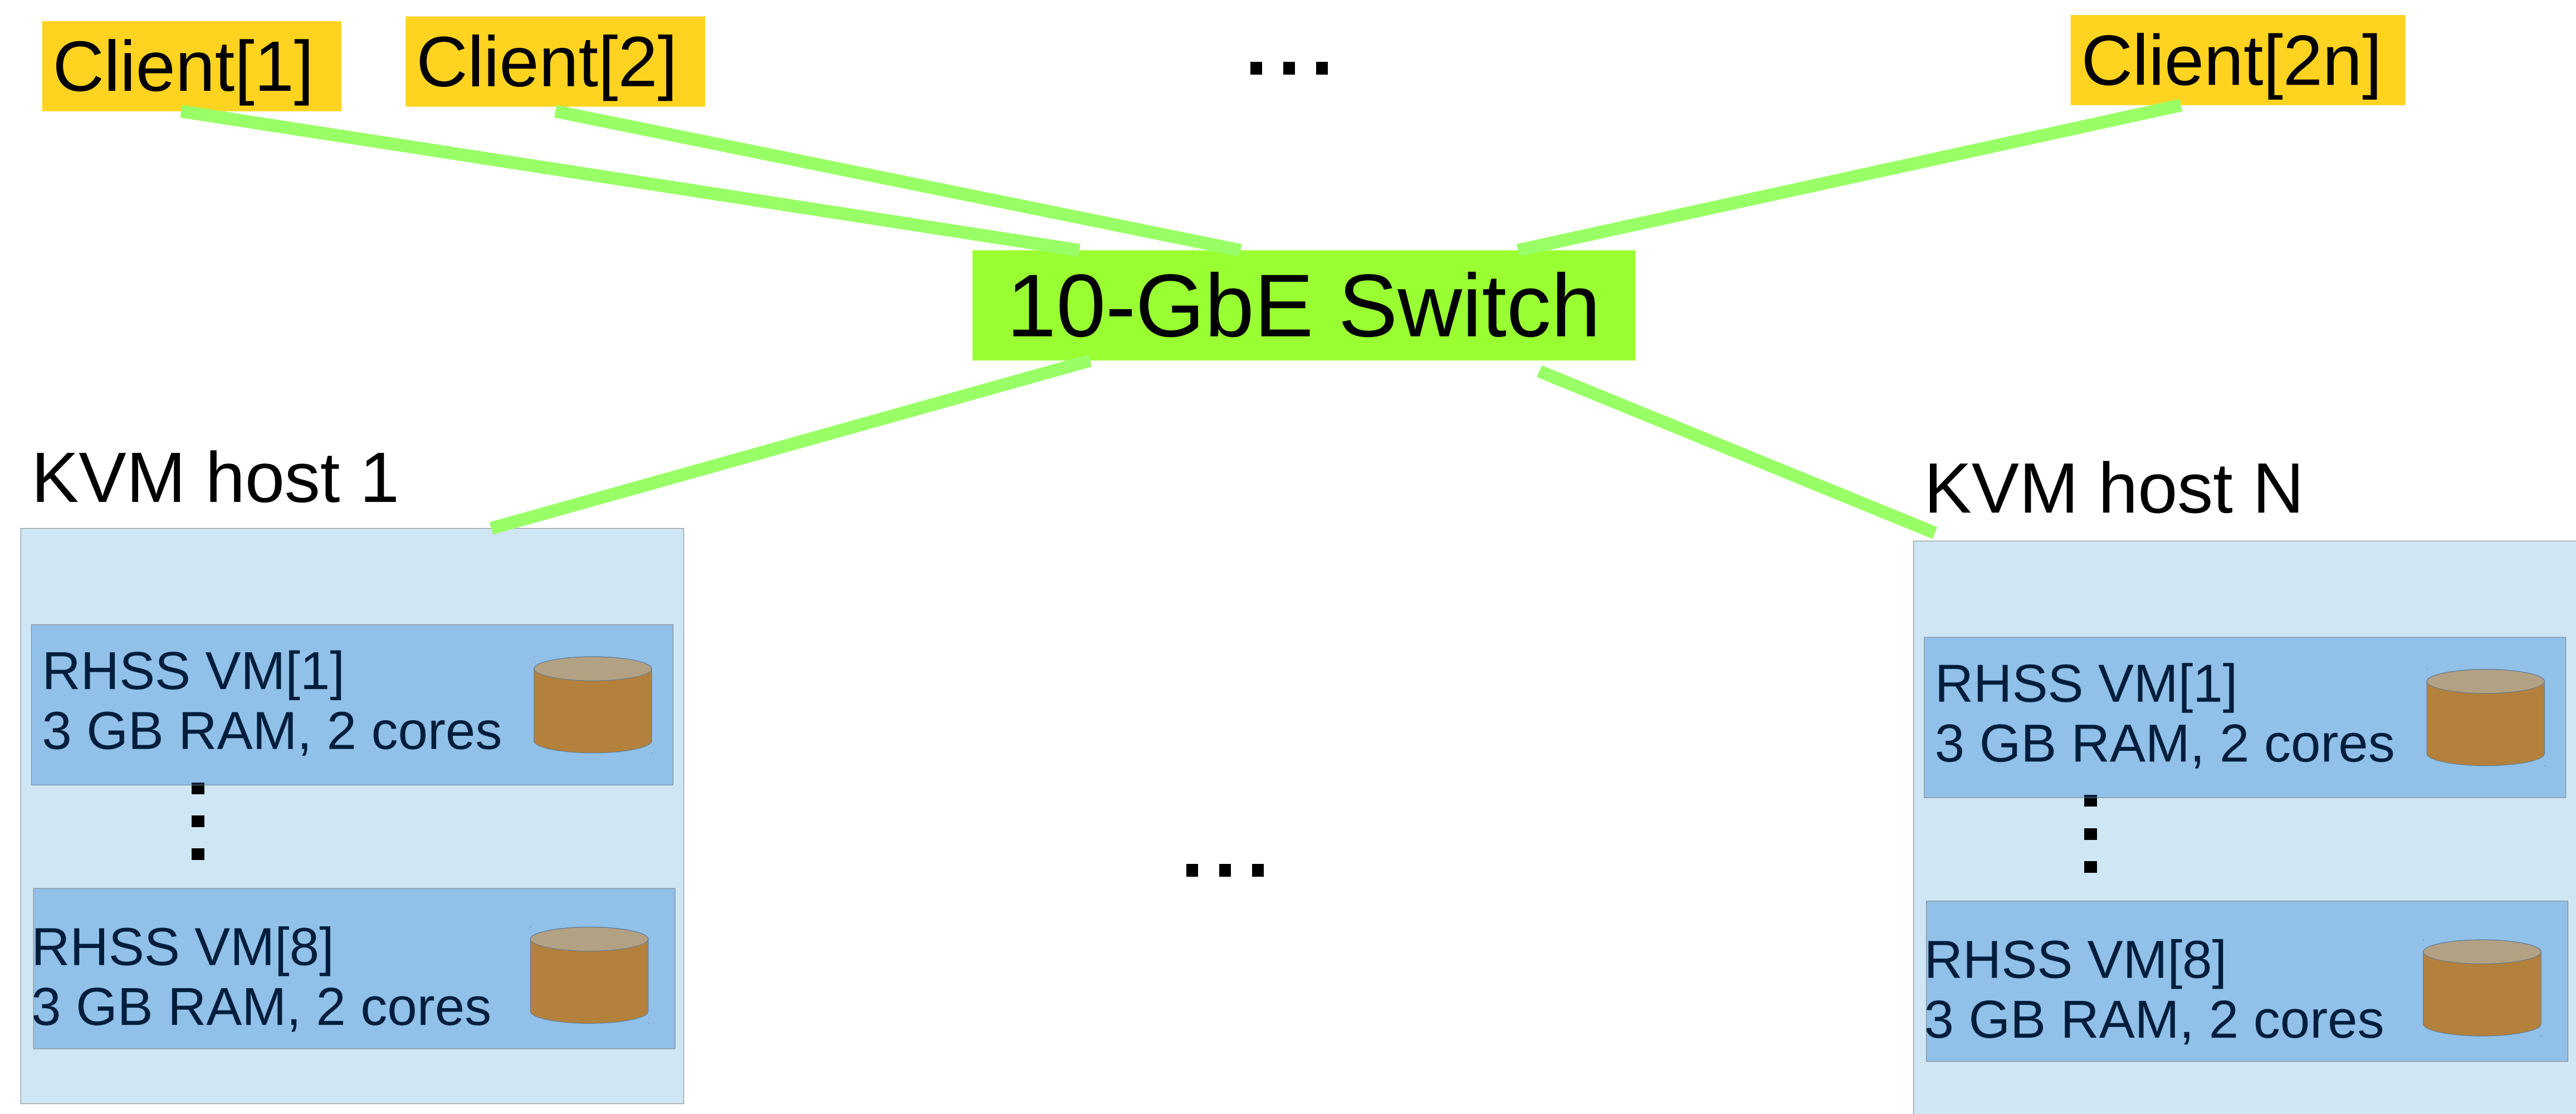 Client[1]
Client[2]
...
Client[2n]
10-GbE Switch
KVM host 1
KVM host N
RHSS VM[1]
3 GB RAM, 2 cores
...
RHSS VM[8]
3 GB RAM, 2 cores
...
RHSS VM[1]
3 GB RAM, 2 cores
...
RHSS VM[8]
3 GB RAM, 2 cores